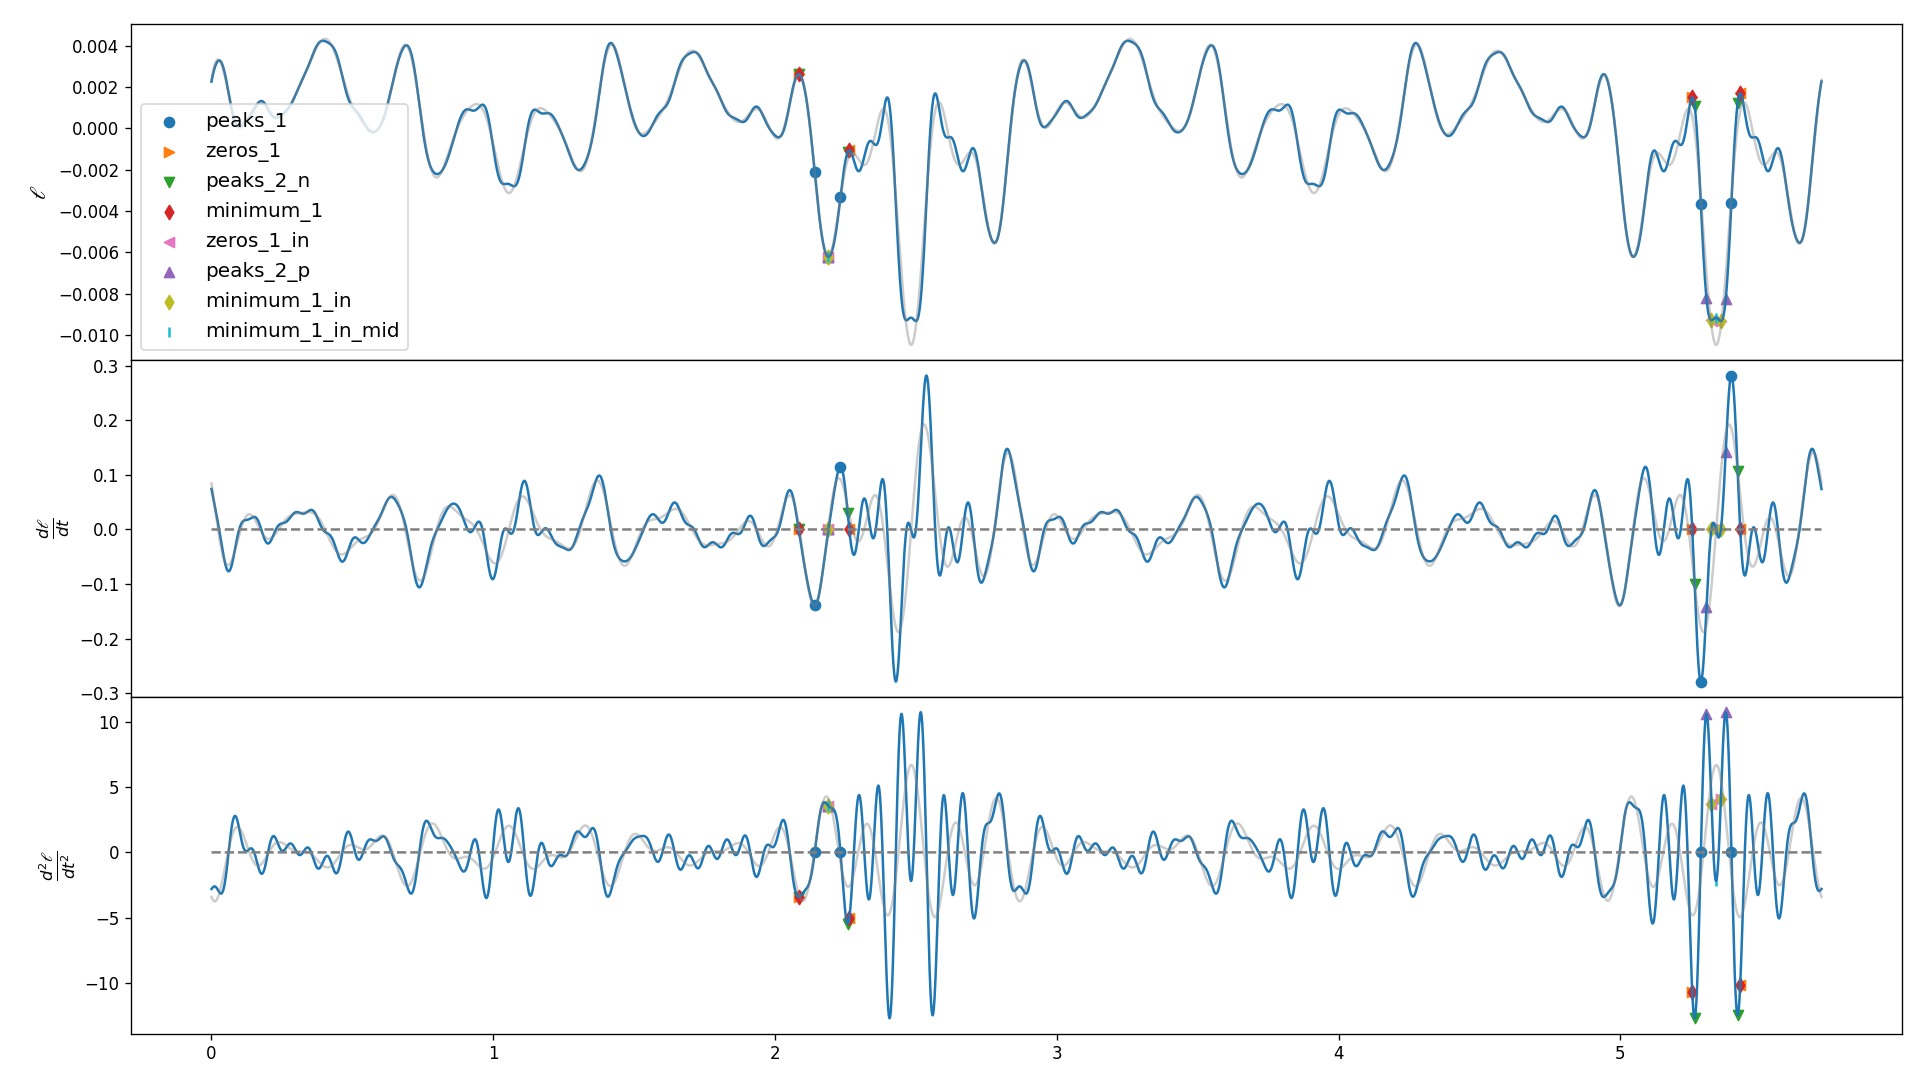 0.004
0.002
0.000
−0.002
−0.004
−0.006
−0.008
−0.010
ℓ
peaks_1
zeros_1
peaks_2_n
minimum_1
zeros_1_in
peaks_2_p
minimum_1_in
minimum_1_in_mid
0.3
0.2
0.1
0.0
−0.1
−0.2
−0.3
dℓ/dt
10
5
0
−5
−10
d²ℓ/dt²
0 1 2 3 4 5